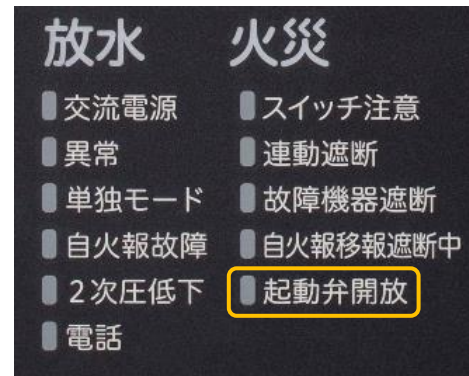 放水 火災
交流電源 スイッチ注意
異常 連動遮断
単独モード 故障機器遮断
自火報故障 自火報移報遮断中
2次圧低下 起動弁開放
電話